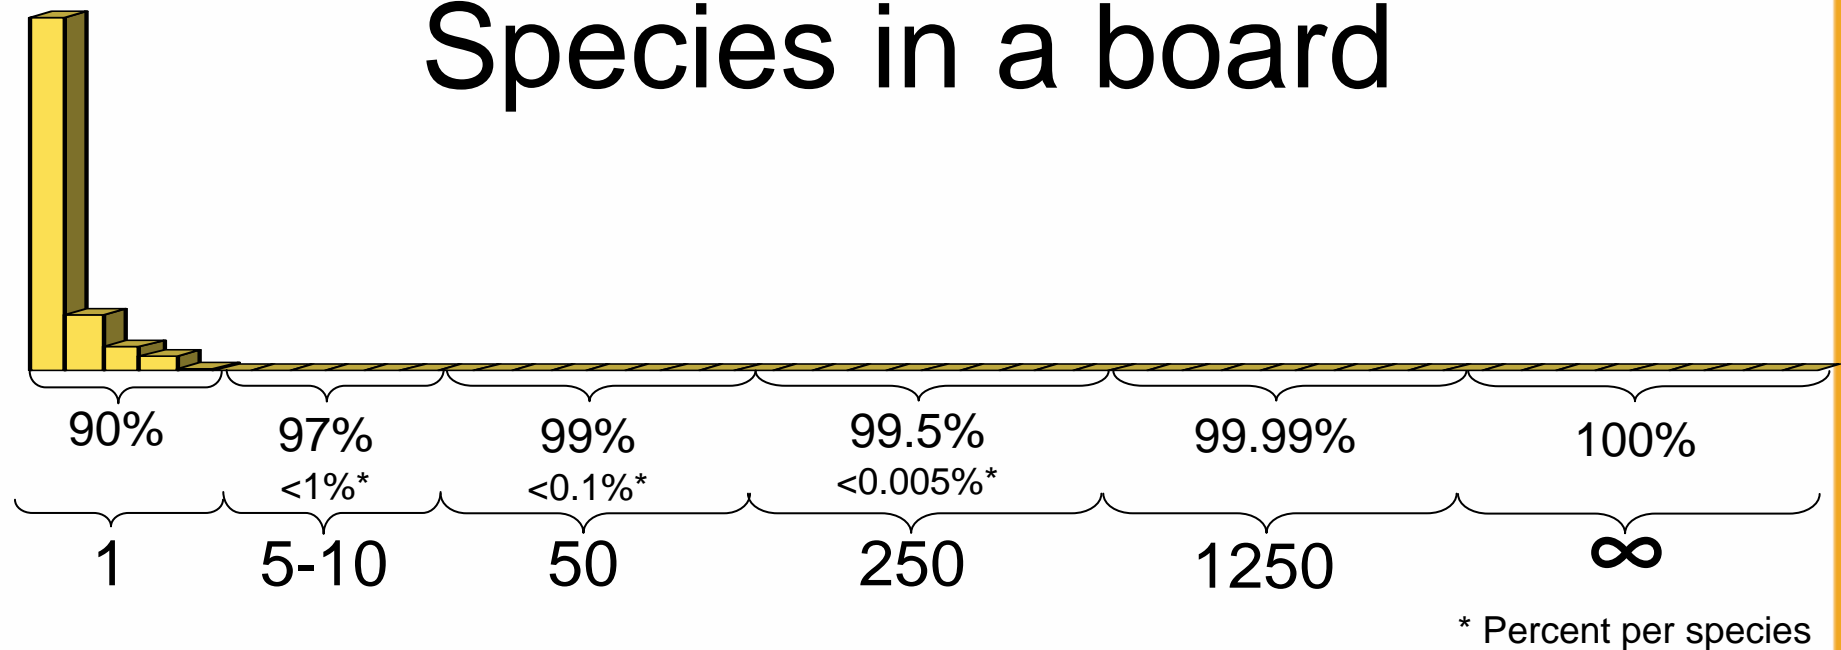 Species in a board
90% 97% 99% 99.5% 99.99% 100%
<1%* <0.1%* <0.005%*
1 5-10 50 250 1250 ∞
* Percent per species